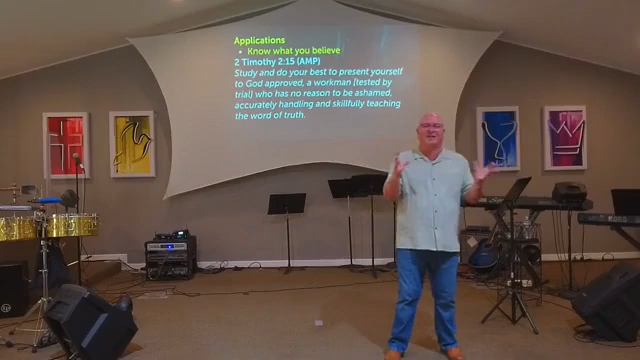 Applications
• Know what you believe
2 Timothy 2:15 (AMP)
Study and do your best to present yourself
to God approved, a workman [tested by
trial] who has no reason to be ashamed,
accurately handling and skillfully teaching
the word of truth.